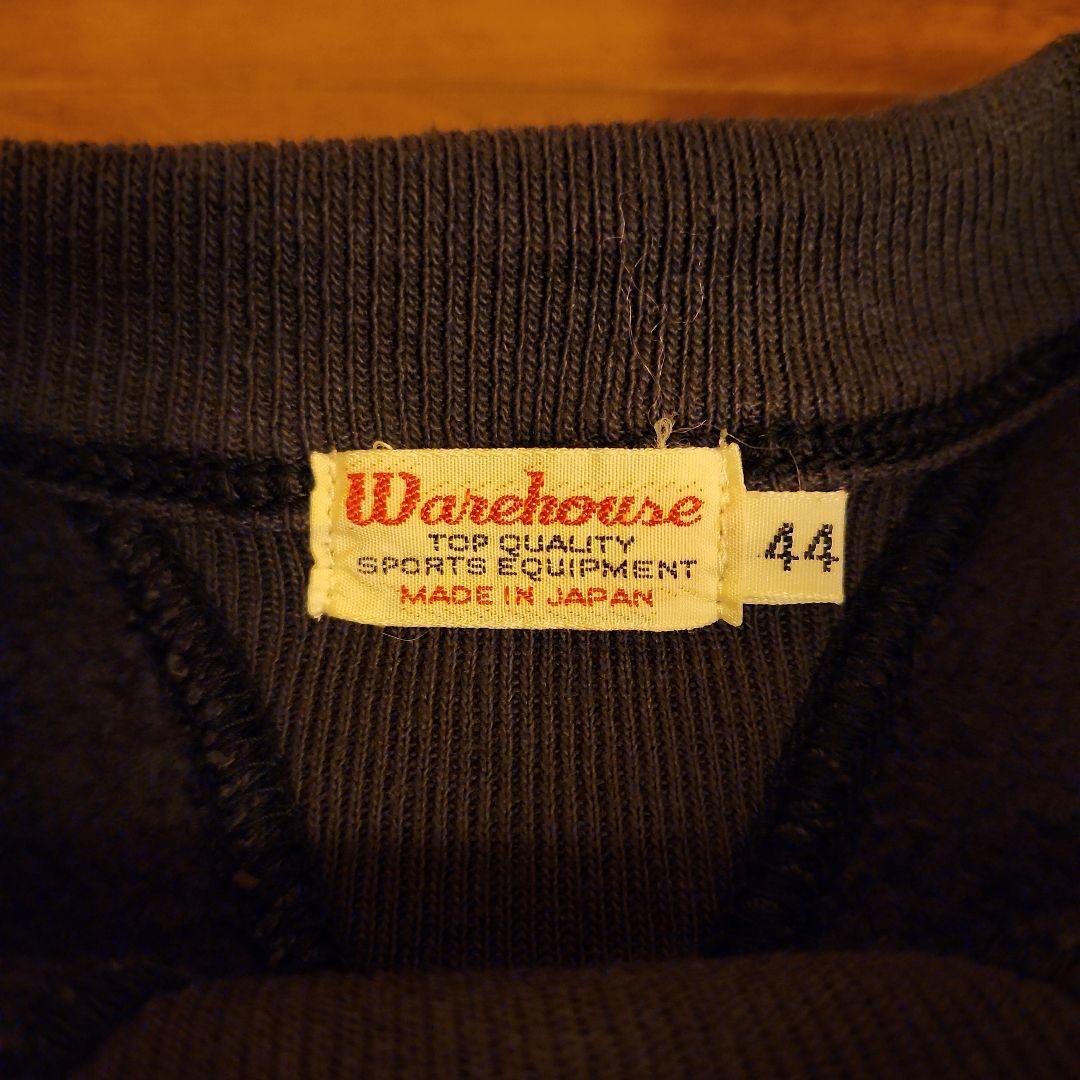 Warehouse
TOP QUALITY
SPORTS EQUIPMENT
MADE IN JAPAN
44